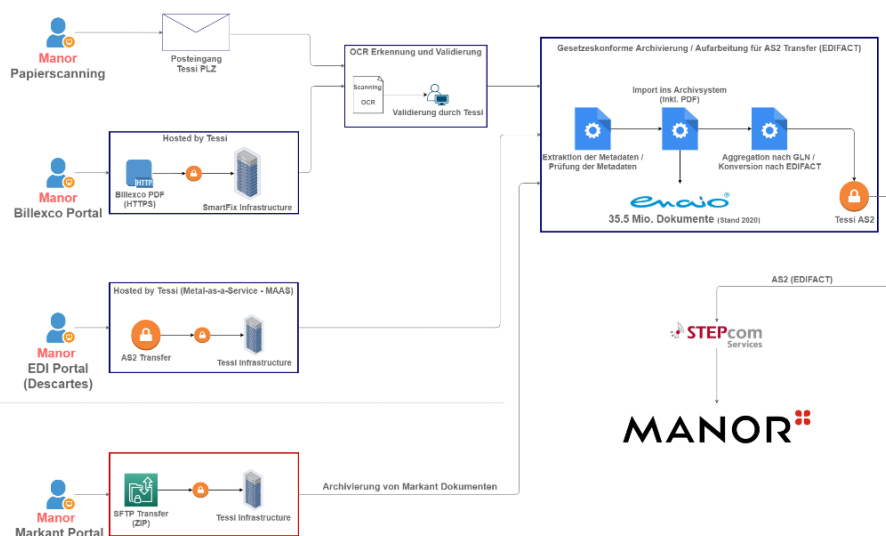 Manor
Papierscanning
Posteingang
Tessi PLZ
OCR Erkennung und Validierung
Scanning
OCR
Validierung durch Tessi
Gesetzeskonforme Archivierung / Aufarbeitung für AS2 Transfer (EDIFACT)
Import ins Archivsystem
(inkl. PDF)
Extraktion der Metadaten /
Prüfung der Metadaten
Aggregation nach GLN /
Konversion nach EDIFACT
enaio®
35.5 Mio. Dokumente (Stand 2020)
Tessi AS2
Manor
Billexco Portal
Hosted by Tessi
HTTP
Billexco PDF
(HTTPS)
SmartFix Infrastructure
AS2 (EDIFACT)
STEPcom
Services
MANOR
Manor
EDI Portal
(Descartes)
Hosted by Tessi (Metal-as-a-Service - MAAS)
AS2 Transfer
Tessi Infrastructure
Manor
Markant Portal
SFTP Transfer
(ZIP)
Tessi Infrastructure
Archivierung von Markant Dokumenten